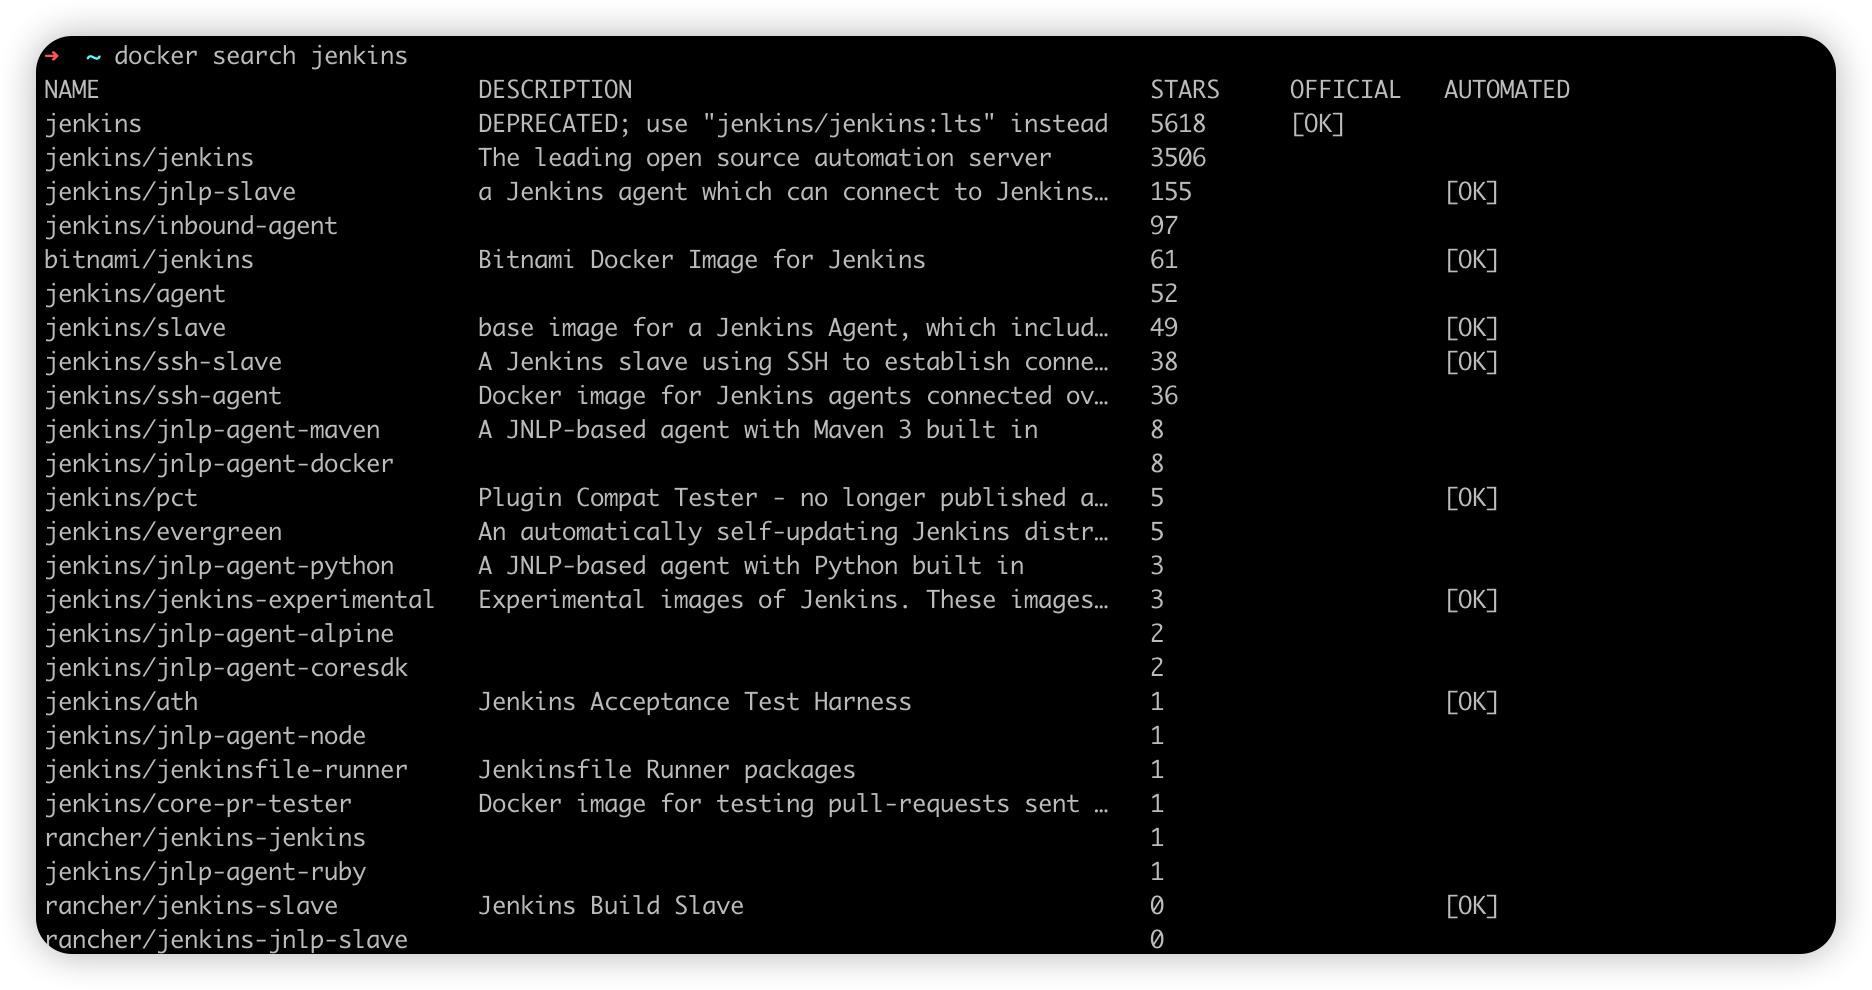 ➜  ~ docker search jenkins
NAME                           DESCRIPTION                                     STARS     OFFICIAL   AUTOMATED
jenkins                        DEPRECATED; use "jenkins/jenkins:lts" instead   5618      [OK]
jenkins/jenkins                The leading open source automation server       3506
jenkins/jnlp-slave             a Jenkins agent which can connect to Jenkins…   155                  [OK]
jenkins/inbound-agent                                                          97
bitnami/jenkins                Bitnami Docker Image for Jenkins                61                   [OK]
jenkins/agent                                                                  52
jenkins/slave                  base image for a Jenkins Agent, which includ…   49                   [OK]
jenkins/ssh-slave              A Jenkins slave using SSH to establish conne…   38                   [OK]
jenkins/ssh-agent              Docker image for Jenkins agents connected ov…   36
jenkins/jnlp-agent-maven       A JNLP-based agent with Maven 3 built in        8
jenkins/jnlp-agent-docker                                                      8
jenkins/pct                    Plugin Compat Tester - no longer published a…   5                    [OK]
jenkins/evergreen              An automatically self-updating Jenkins distr…   5
jenkins/jnlp-agent-python      A JNLP-based agent with Python built in         3
jenkins/jenkins-experimental   Experimental images of Jenkins. These images…   3                    [OK]
jenkins/jnlp-agent-alpine                                                      2
jenkins/jnlp-agent-coresdk                                                     2
jenkins/ath                    Jenkins Acceptance Test Harness                 1                    [OK]
jenkins/jnlp-agent-node                                                        1
jenkins/jenkinsfile-runner     Jenkinsfile Runner packages                     1
jenkins/core-pr-tester         Docker image for testing pull-requests sent …   1
rancher/jenkins-jenkins                                                        1
jenkins/jnlp-agent-ruby                                                        1
rancher/jenkins-slave          Jenkins Build Slave                             0                    [OK]
rancher/jenkins-jnlp-slave                                                     0